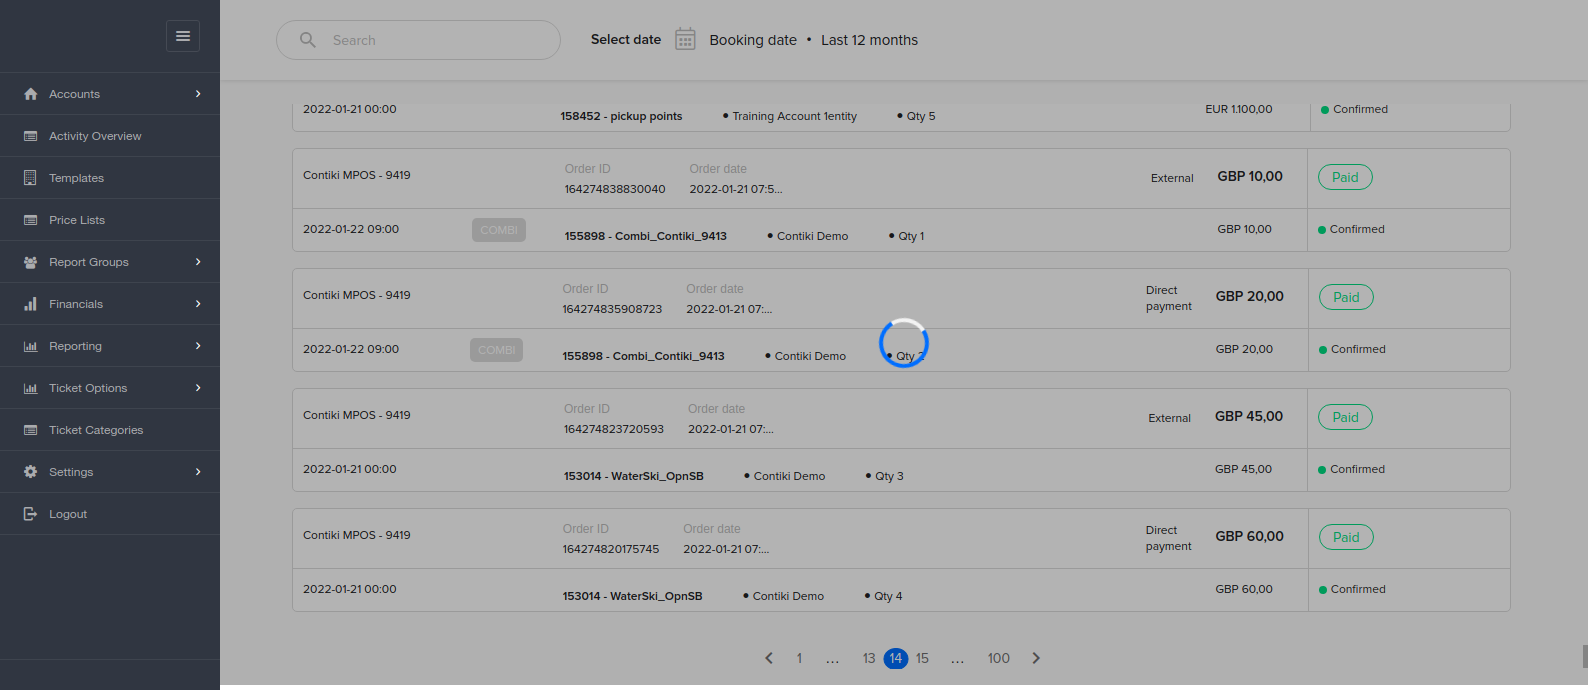 Accounts
Activity Overview
Templates
Price Lists
Report Groups
Financials
Reporting
Ticket Options
Ticket Categories
Settings
Logout
Search
Select date Booking date • Last 12 months
2022-01-21 00:00 158452 - pickup points • Training Account 1entity • Qty 5 EUR 1.100,00 Confirmed
Order ID Order date
Contiki MPOS - 9419 External GBP 10,00 Paid
164274838830040 2022-01-21 07:5...
2022-01-22 09:00 COMBI 155898 - Combi_Contiki_9413 • Contiki Demo • Qty 1 GBP 10,00 Confirmed
Order ID Order date
Contiki MPOS - 9419 Direct payment GBP 20,00 Paid
164274835908723 2022-01-21 07:...
2022-01-22 09:00 COMBI 155898 - Combi_Contiki_9413 • Contiki Demo • Qty 2 GBP 20,00 Confirmed
Order ID Order date
Contiki MPOS - 9419 External GBP 45,00 Paid
164274823720593 2022-01-21 07:...
2022-01-21 00:00 153014 - WaterSki_OpnSB • Contiki Demo • Qty 3 GBP 45,00 Confirmed
Order ID Order date
Contiki MPOS - 9419 Direct payment GBP 60,00 Paid
164274820175745 2022-01-21 07:...
2022-01-21 00:00 153014 - WaterSki_OpnSB • Contiki Demo • Qty 4 GBP 60,00 Confirmed
1 ... 13 14 15 ... 100